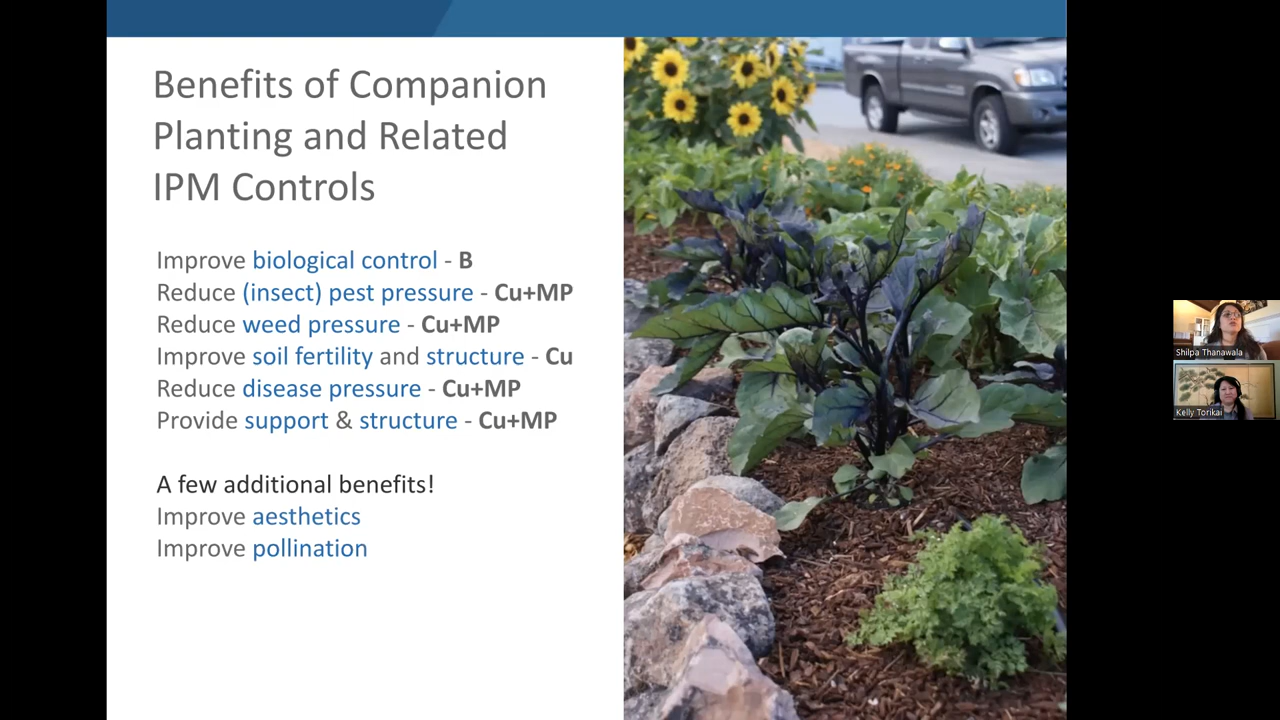 Benefits of Companion
Planting and Related
IPM Controls
Improve biological control - B
Reduce (insect) pest pressure - Cu+MP
Reduce weed pressure - Cu+MP
Improve soil fertility and structure - Cu
Reduce disease pressure - Cu+MP
Provide support & structure - Cu+MP
A few additional benefits!
Improve aesthetics
Improve pollination
Shilpa Thanawala
Kelly Torikai